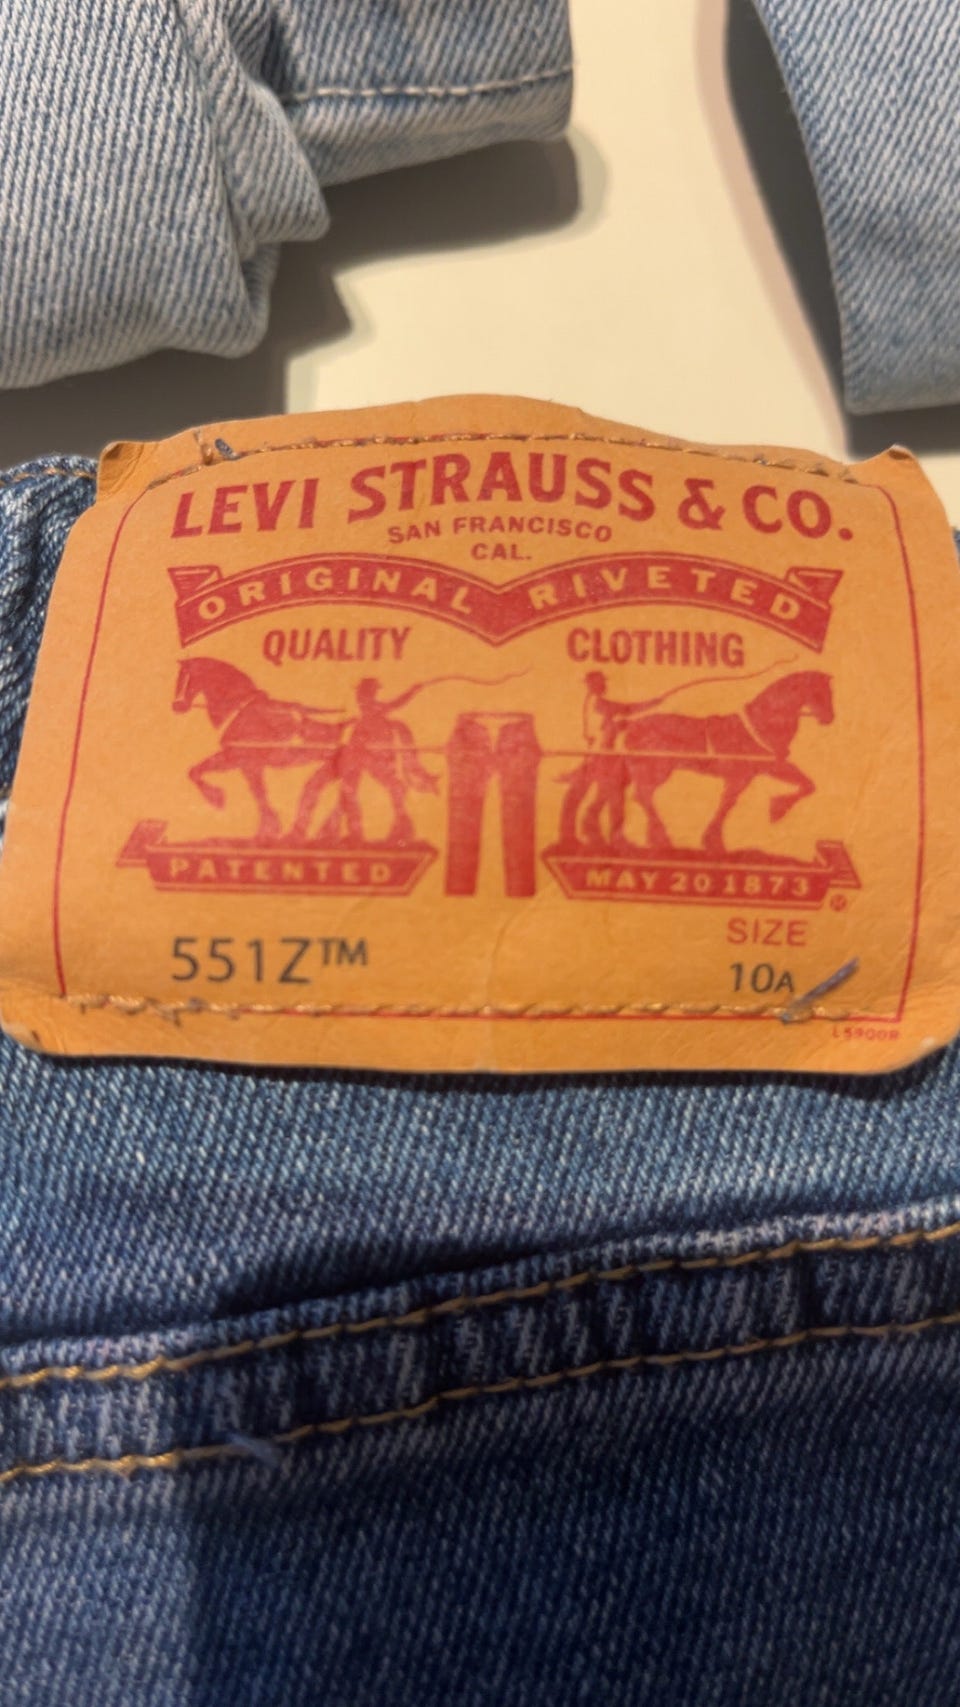 LEVI STRAUSS & CO.
SAN FRANCISCO
CAL.
ORIGINAL RIVETED
QUALITY CLOTHING
PATENTED MAY 20 1873
SIZE
551Z™ 10A